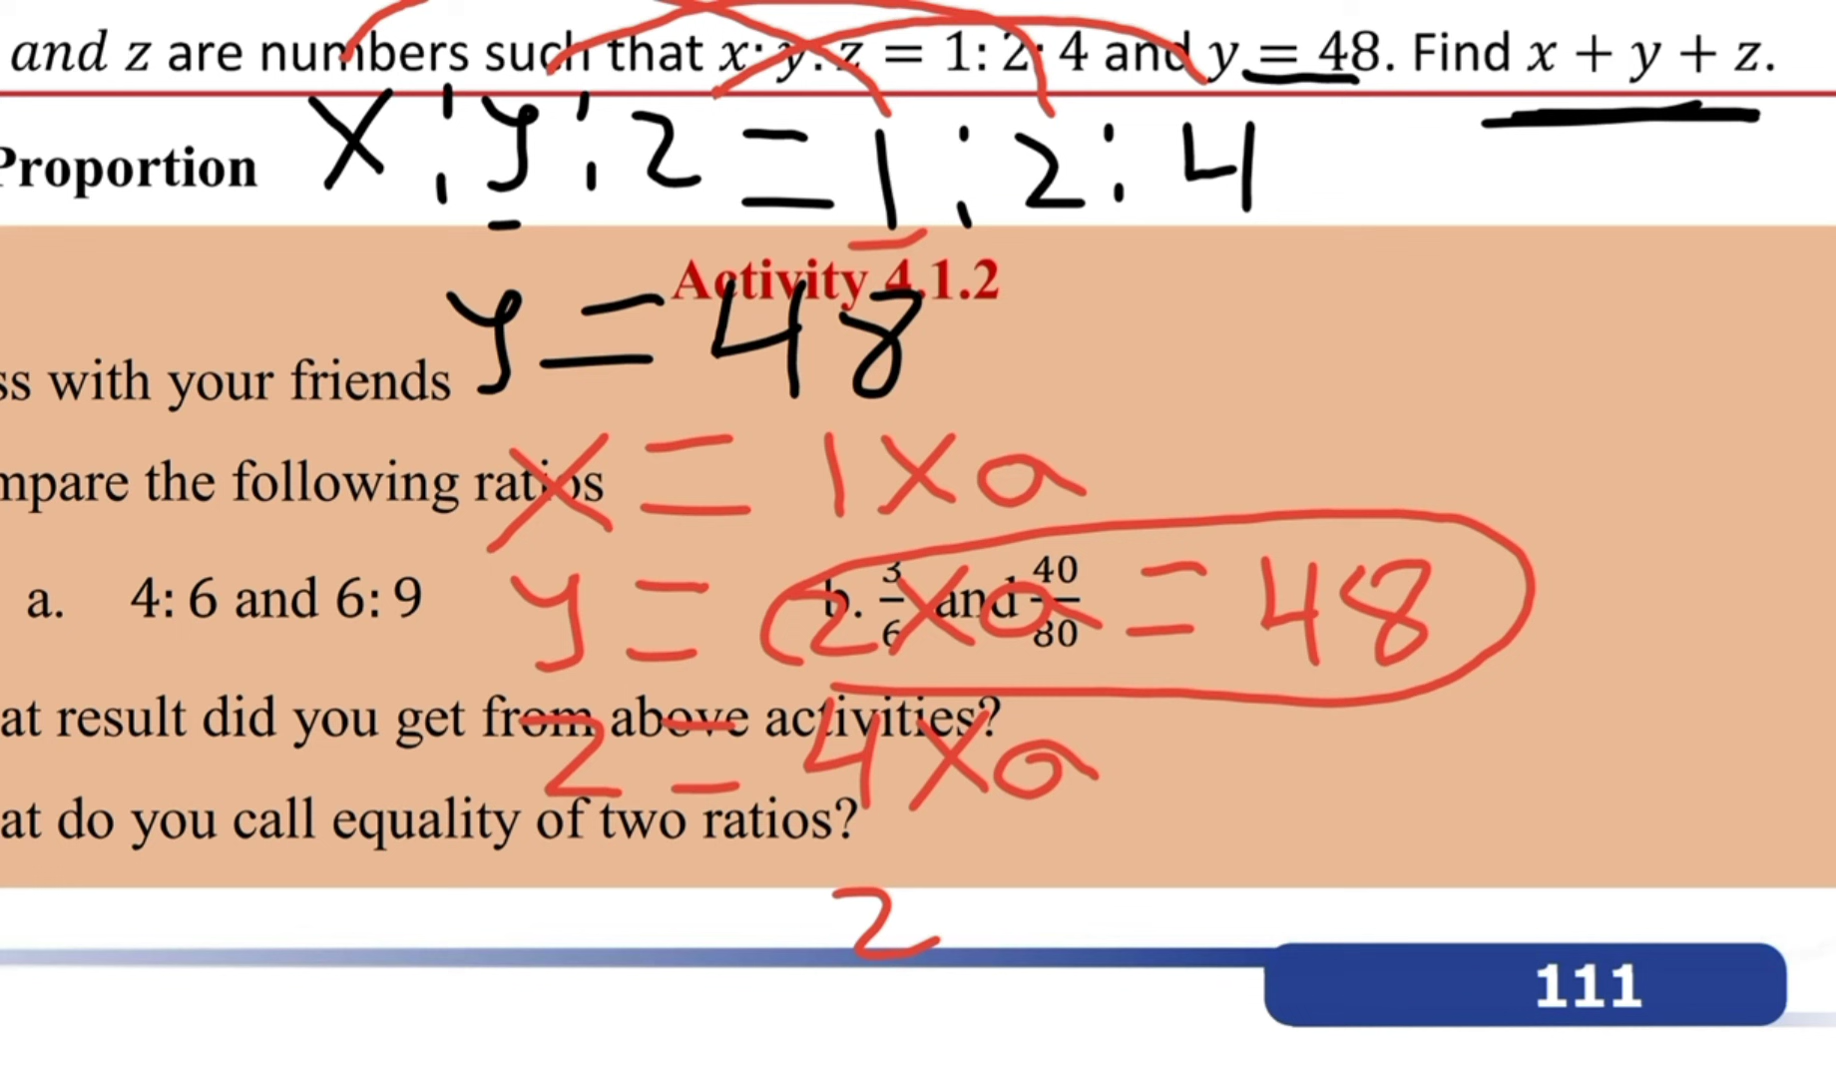 and z are numbers such that x: y: z = 1: 2: 4 and y = 48. Find x + y + z.
x : y : z = 1 : 2 : 4
Proportion
Activity 4.1.2
y = 48
ss with your friends
x = 1 x a
mpare the following ratios
a. 4: 6 and 6: 9 b. 3/6 and 40/80
y = 2 x a = 48
at result did you get from above activities?
z = 4 x a
at do you call equality of two ratios?
2
111